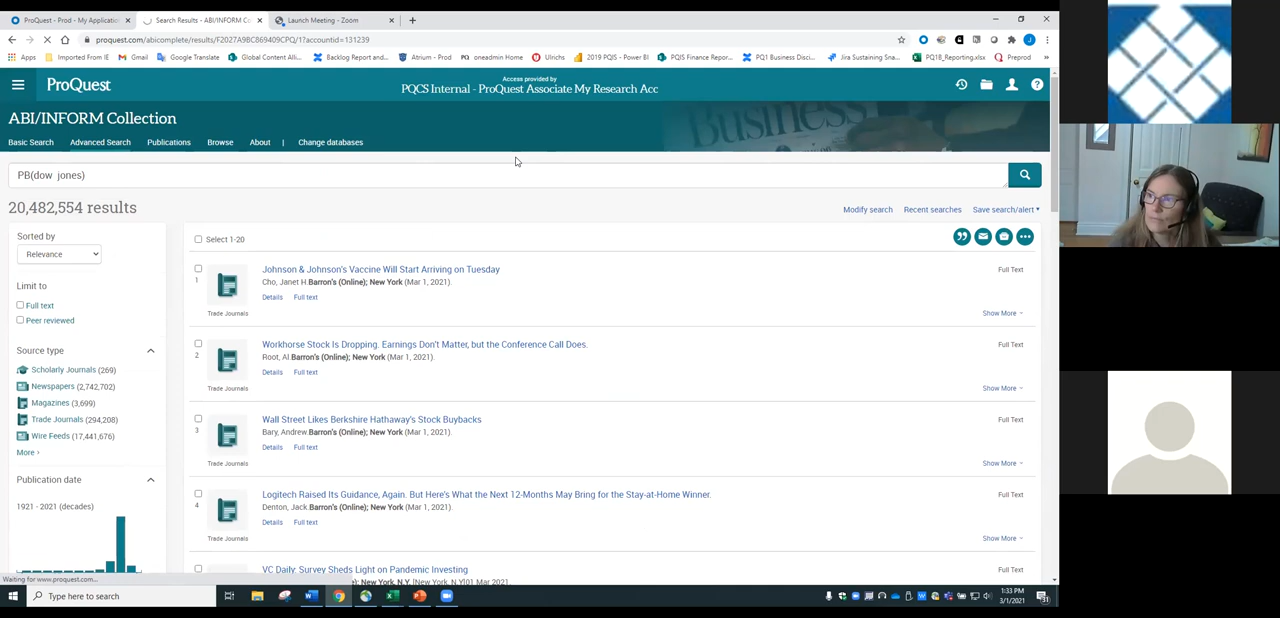 ProQuest - Prod - My Applicatio
Search Results - ABI/INFORM Co
Launch Meeting - Zoom
proquest.com/abicomplete/results/F2027A9BC869409CPQ/1?accountid=131239
Apps
Imported From IE
Gmail
Google Translate
Global Content Alli...
Backlog Report and...
Atrium - Prod
oneadmin Home
Ulrichs
2019 PQIS - Power BI
PQIS Finance Repor...
PQ1 Business Disci...
Jira Sustaining Sna...
PQ18_Reporting.xlsx
Preprod
ProQuest
Access provided by
PQCS Internal - ProQuest Associate My Research Acc
ABI/INFORM Collection
Basic Search
Advanced Search
Publications
Browse
About
|
Change databases
PB(dow jones)
20,482,554 results
Modify search
Recent searches
Save search/alert
Sorted by
Relevance
Limit to
Full text
Peer reviewed
Source type
Scholarly Journals (269)
Newspapers (2,742,702)
Magazines (3,699)
Trade Journals (294,208)
Wire Feeds (17,441,676)
More >
Publication date
1921 - 2021 (decades)
Select 1-20
1
Johnson & Johnson's Vaccine Will Start Arriving on Tuesday
Full Text
Cho, Janet H.Barron's (Online); New York (Mar 1, 2021).
Details Full text
Trade Journals
Show More
2
Workhorse Stock Is Dropping. Earnings Don't Matter, but the Conference Call Does.
Full Text
Root, Al.Barron's (Online); New York (Mar 1, 2021).
Details Full text
Trade Journals
Show More
3
Wall Street Likes Berkshire Hathaway's Stock Buybacks
Full Text
Bary, Andrew.Barron's (Online); New York (Mar 1, 2021).
Details Full text
Trade Journals
Show More
4
Logitech Raised Its Guidance, Again. But Here's What the Next 12-Months May Bring for the Stay-at-Home Winner.
Full Text
Denton, Jack.Barron's (Online); New York (Mar 1, 2021).
Details Full text
Trade Journals
Show More
VC Daily: Survey Sheds Light on Pandemic Investing
Full Text
New York, N.Y. [New York, N.Y]01 Mar 2021.
Waiting for www.proquest.com...
Type here to search
1:33 PM
3/1/2021
31